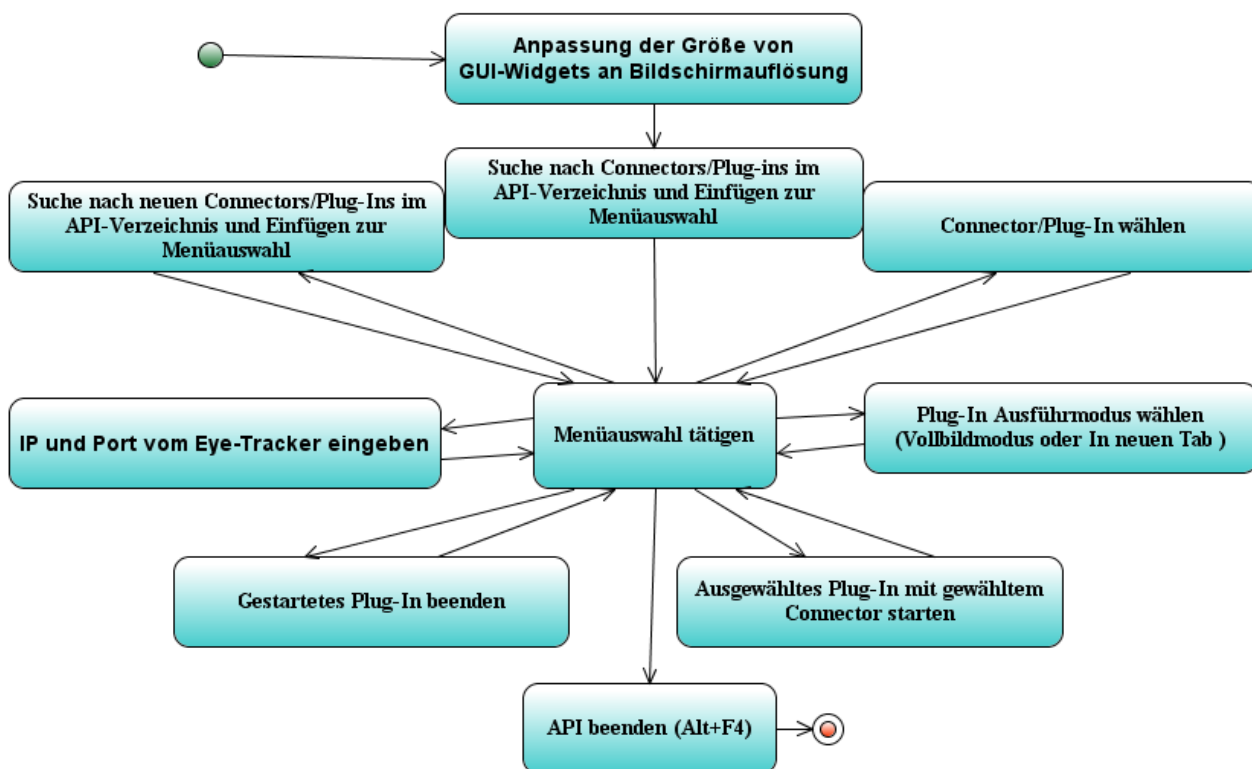 Anpassung der Größe von
GUI-Widgets an Bildschirmauflösung
Suche nach neuen Connectors/Plug-Ins im
API-Verzeichnis und Einfügen zur
Menüauswahl
Suche nach Connectors/Plug-ins im
API-Verzeichnis und Einfügen zur
Menüauswahl
Connector/Plug-In wählen
IP und Port vom Eye-Tracker eingeben
Menüauswahl tätigen
Plug-In Ausführmodus wählen
(Vollbildmodus oder In neuen Tab )
Gestartetes Plug-In beenden
Ausgewähltes Plug-In mit gewähltem
Connector starten
API beenden (Alt+F4)